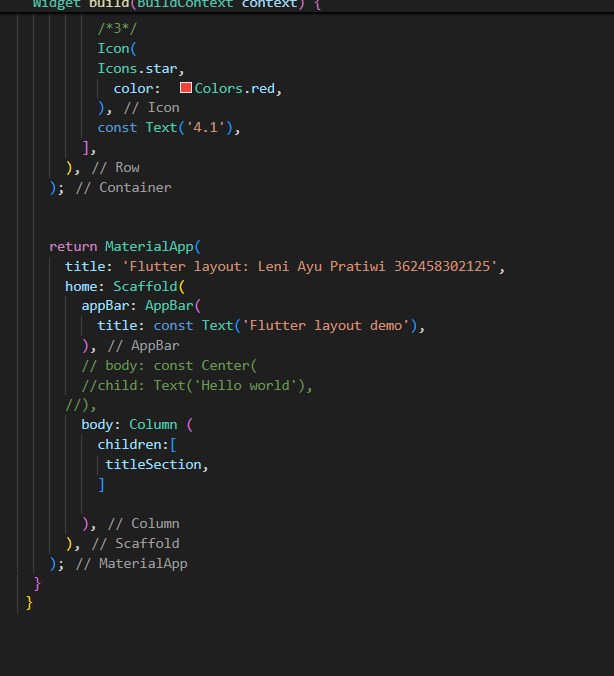 Widget build(BuildContext context) {
/*3*/
Icon(
Icons.star,
color: Colors.red,
), // Icon
const Text('4.1'),
],
), // Row
); // Container
return MaterialApp(
title: 'Flutter layout: Leni Ayu Pratiwi 362458302125',
home: Scaffold(
appBar: AppBar(
title: const Text('Flutter layout demo'),
), // AppBar
// body: const Center(
//child: Text('Hello world'),
//),
body: Column (
children:[
titleSection,
]
), // Column
), // Scaffold
); // MaterialApp
}
}